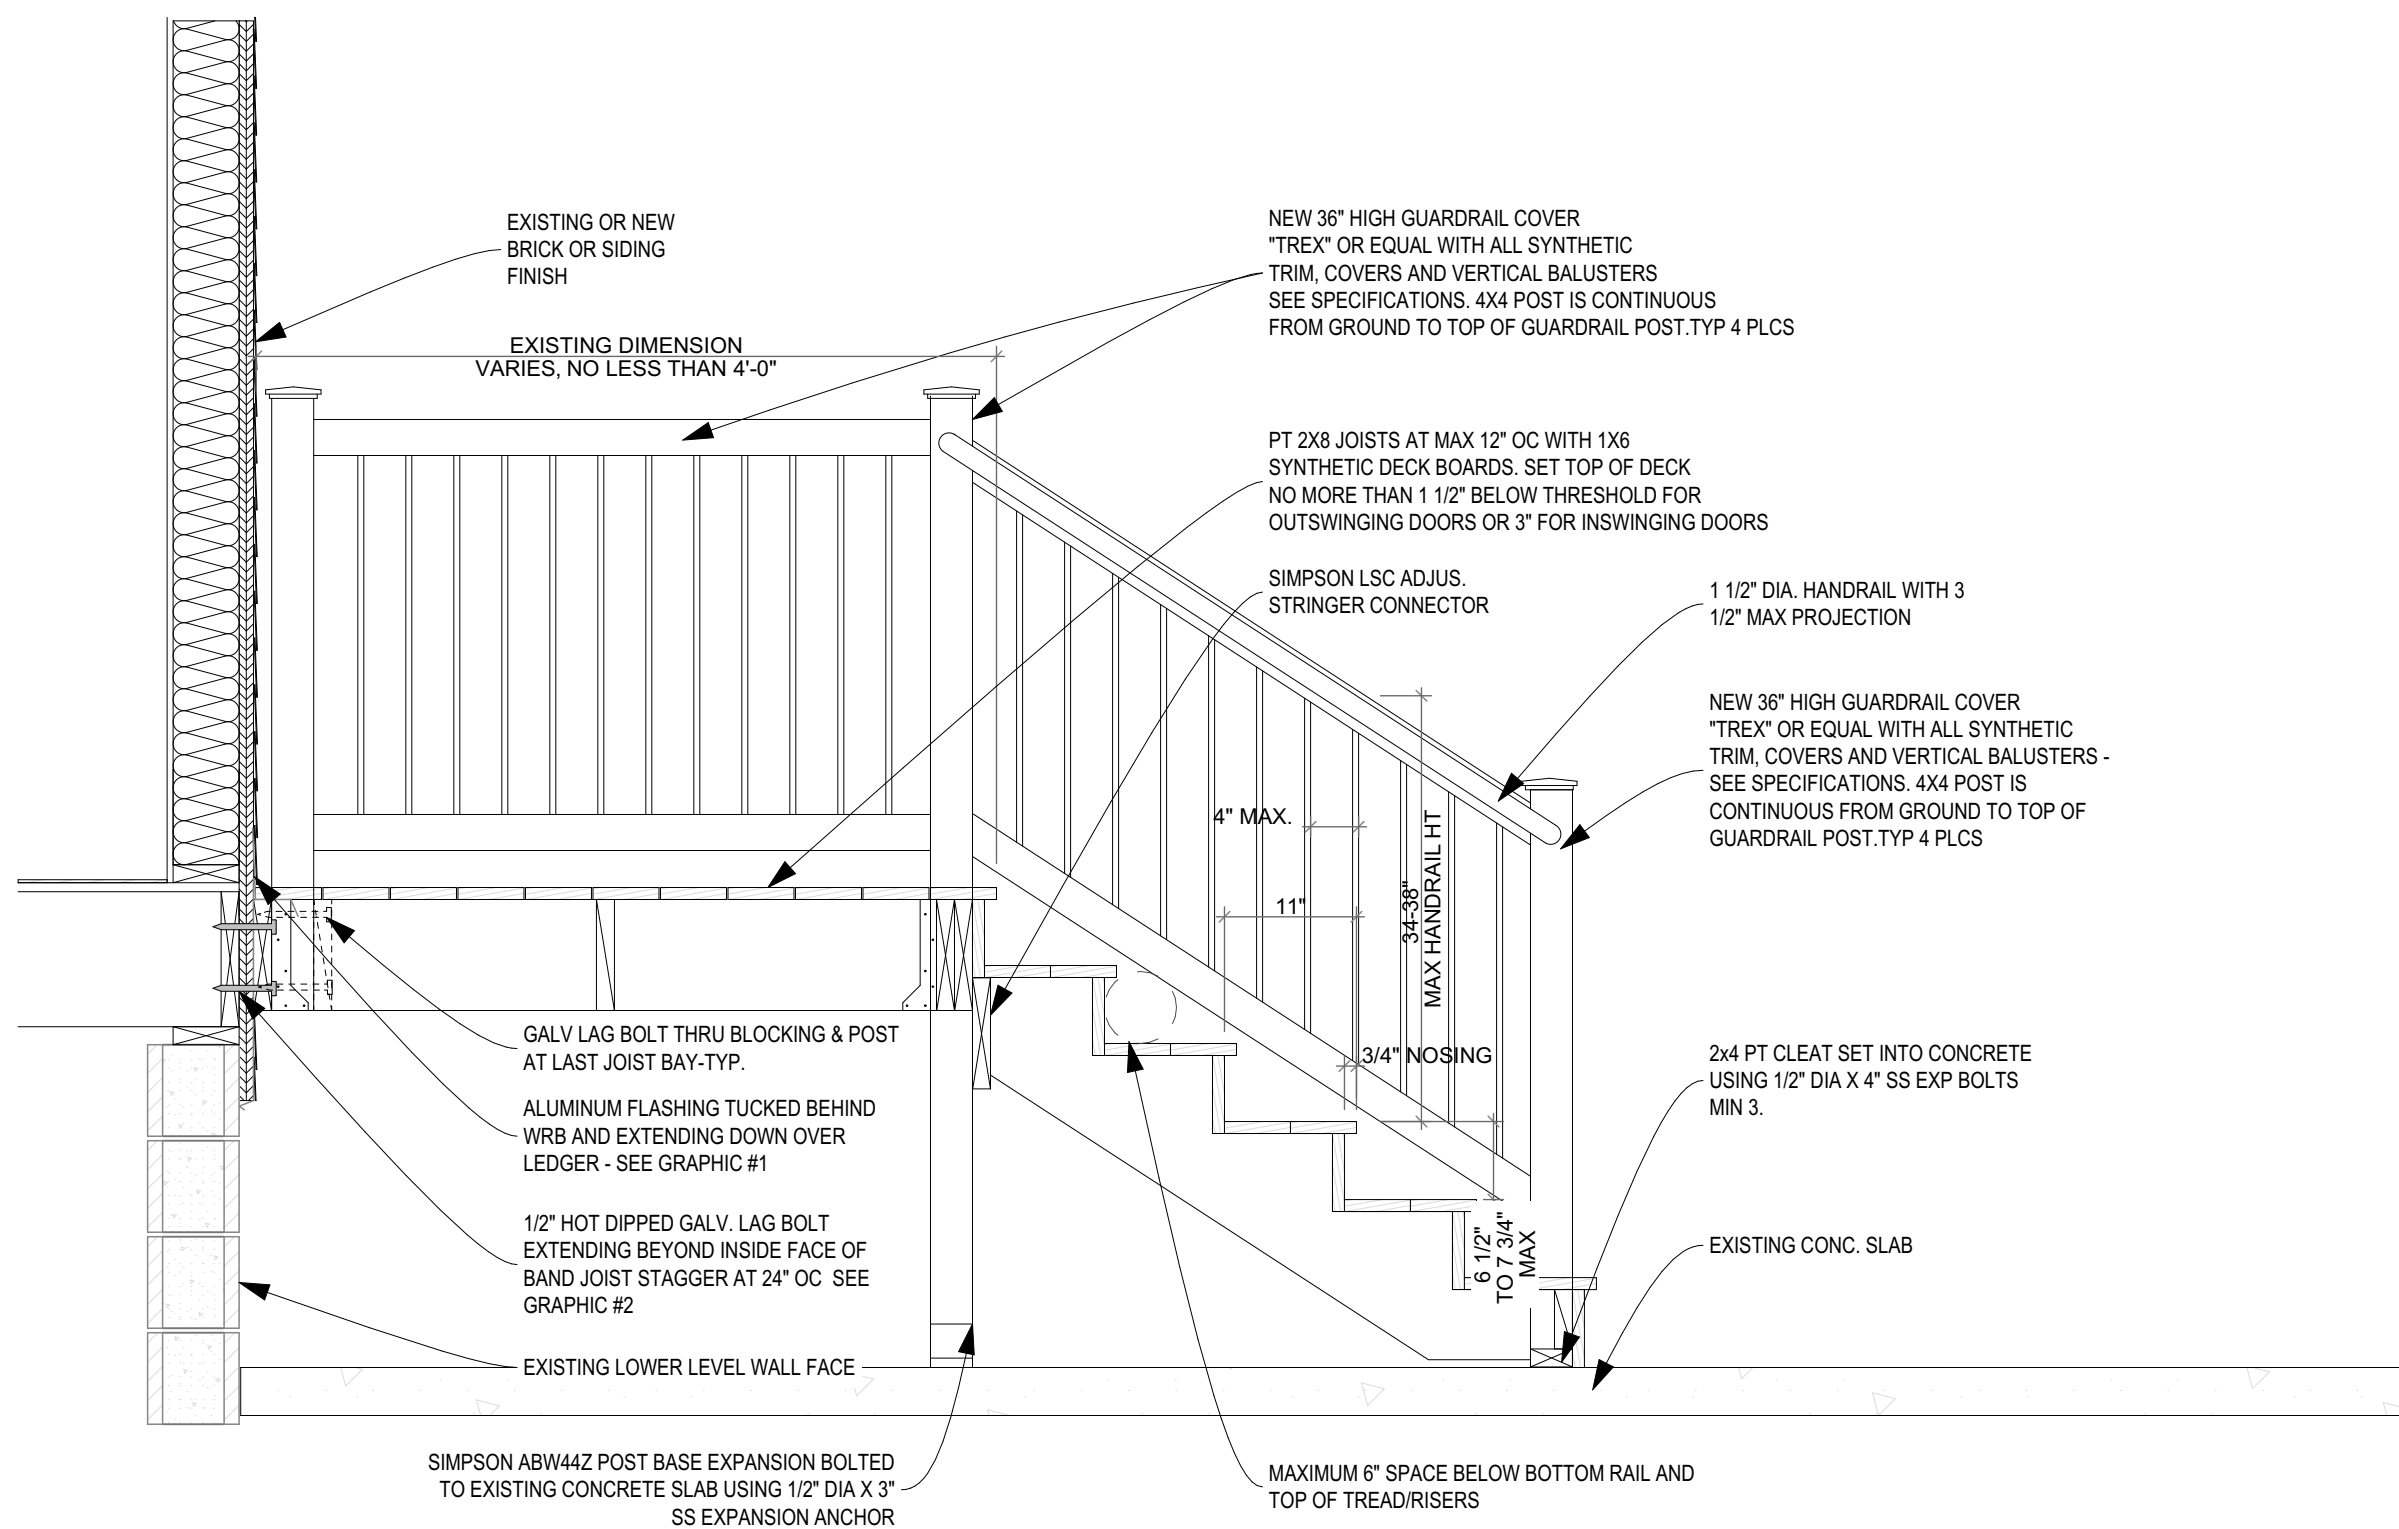 EXISTING OR NEW
BRICK OR SIDING
FINISH
EXISTING DIMENSION
VARIES, NO LESS THAN 4'-0"
NEW 36" HIGH GUARDRAIL COVER
"TREX" OR EQUAL WITH ALL SYNTHETIC
TRIM, COVERS AND VERTICAL BALUSTERS
SEE SPECIFICATIONS. 4X4 POST IS CONTINUOUS
FROM GROUND TO TOP OF GUARDRAIL POST.TYP 4 PLCS
PT 2X8 JOISTS AT MAX 12" OC WITH 1X6
SYNTHETIC DECK BOARDS. SET TOP OF DECK
NO MORE THAN 1 1/2" BELOW THRESHOLD FOR
OUTSWINGING DOORS OR 3" FOR INSWINGING DOORS
SIMPSON LSC ADJUS.
STRINGER CONNECTOR
1 1/2" DIA. HANDRAIL WITH 3
1/2" MAX PROJECTION
NEW 36" HIGH GUARDRAIL COVER
"TREX" OR EQUAL WITH ALL SYNTHETIC
TRIM, COVERS AND VERTICAL BALUSTERS -
SEE SPECIFICATIONS. 4X4 POST IS
CONTINUOUS FROM GROUND TO TOP OF
GUARDRAIL POST.TYP 4 PLCS
4" MAX.
11"
34-38"
MAX HANDRAIL HT
3/4" NOSING
6 1/2"
TO 7 3/4"
MAX
GALV LAG BOLT THRU BLOCKING & POST
AT LAST JOIST BAY-TYP.
ALUMINUM FLASHING TUCKED BEHIND
WRB AND EXTENDING DOWN OVER
LEDGER - SEE GRAPHIC #1
1/2" HOT DIPPED GALV. LAG BOLT
EXTENDING BEYOND INSIDE FACE OF
BAND JOIST STAGGER AT 24" OC SEE
GRAPHIC #2
EXISTING LOWER LEVEL WALL FACE
2x4 PT CLEAT SET INTO CONCRETE
USING 1/2" DIA X 4" SS EXP BOLTS
MIN 3.
EXISTING CONC. SLAB
SIMPSON ABW44Z POST BASE EXPANSION BOLTED
TO EXISTING CONCRETE SLAB USING 1/2" DIA X 3"
SS EXPANSION ANCHOR
MAXIMUM 6" SPACE BELOW BOTTOM RAIL AND
TOP OF TREAD/RISERS